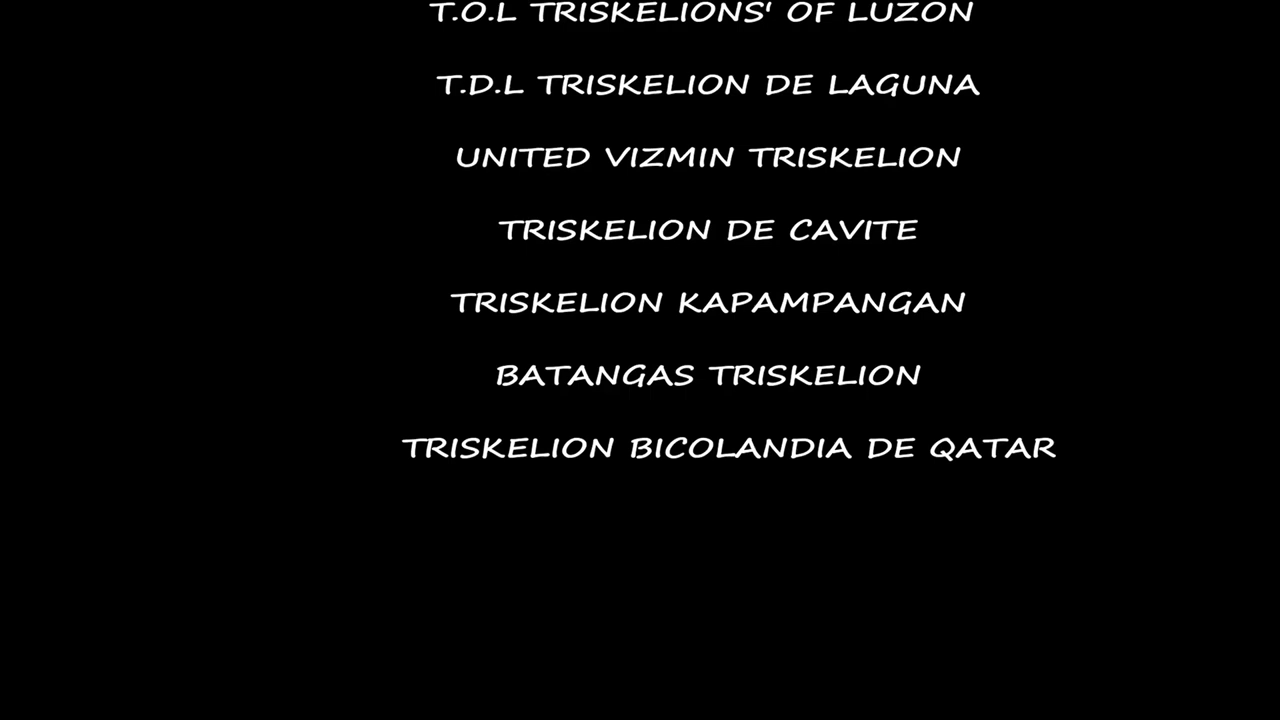 T.O.L TRISKELIONS' OF LUZON
T.D.L TRISKELION DE LAGUNA
UNITED VIZMIN TRISKELION
TRISKELION DE CAVITE
TRISKELION KAPAMPANGAN
BATANGAS TRISKELION
TRISKELION BICOLANDIA DE QATAR